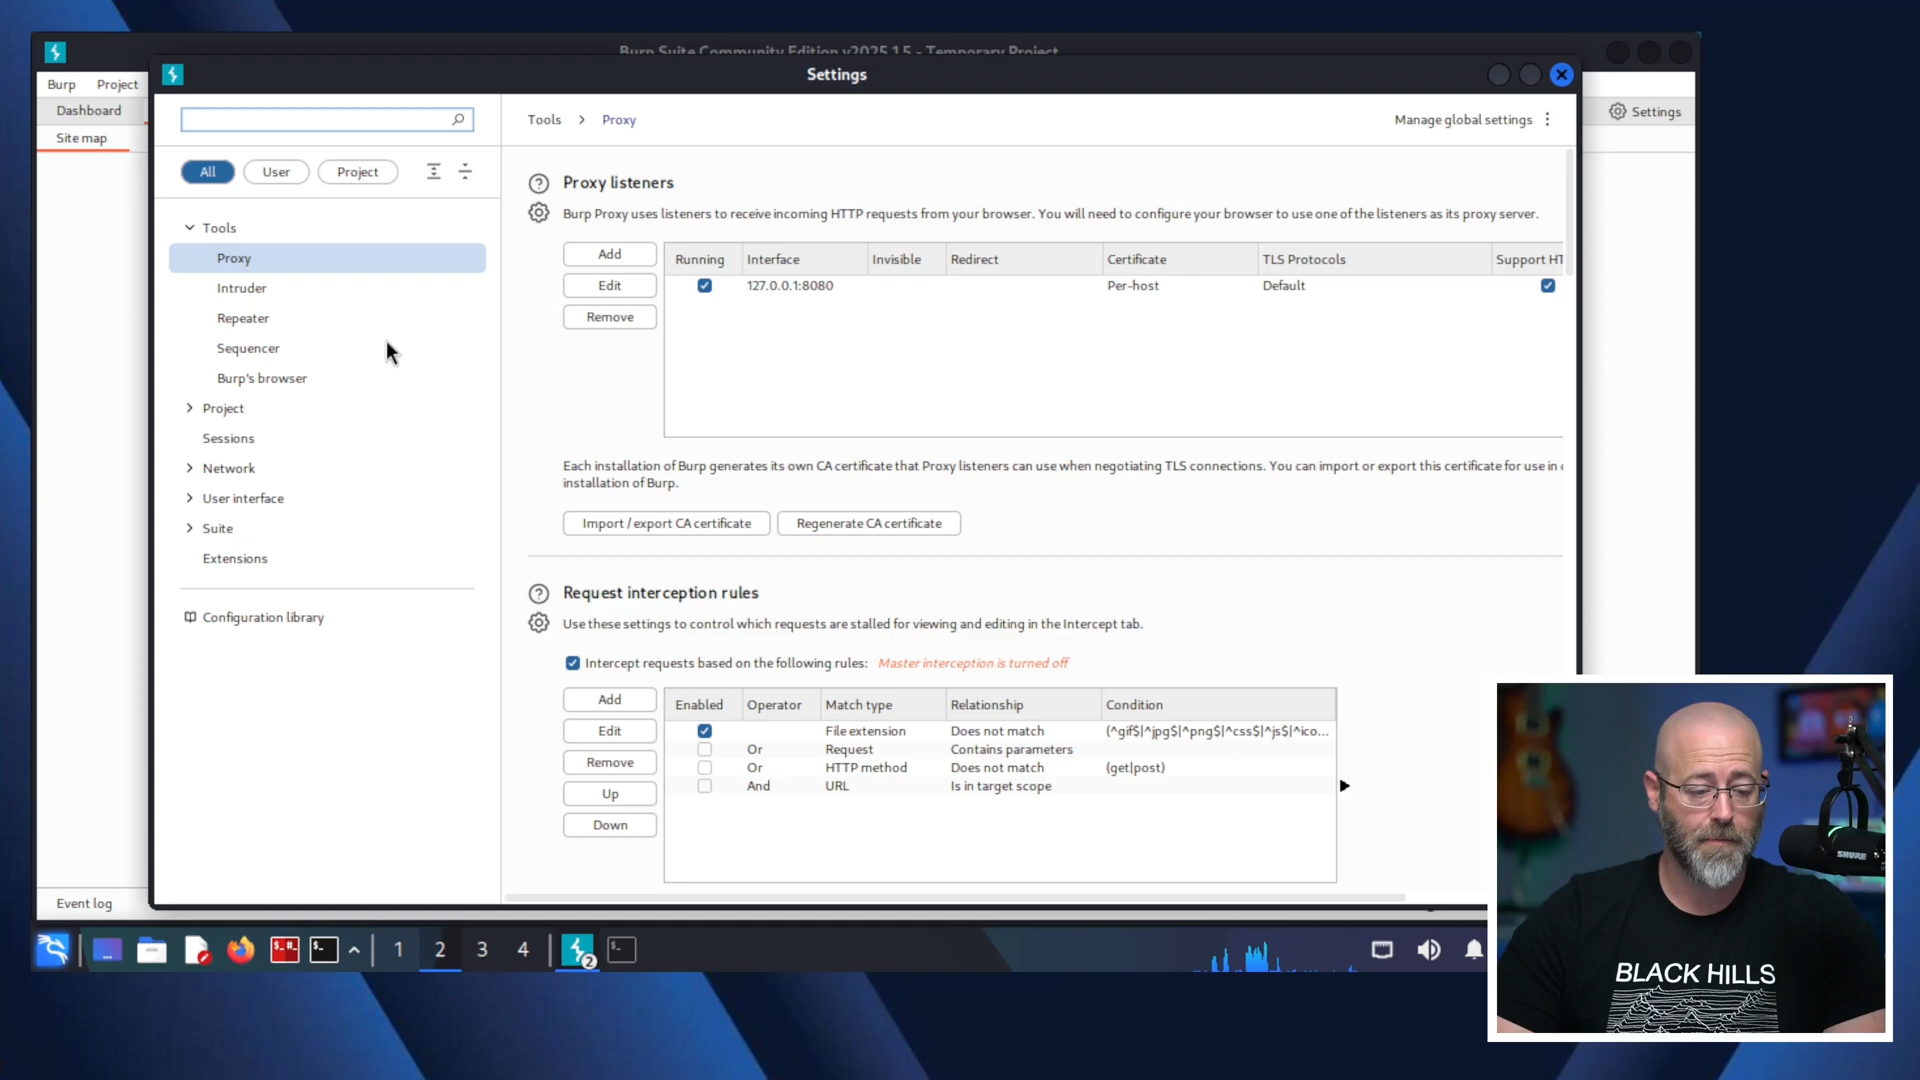 Burp Suite Community Edition v2025.1.5 - Temporary Project
Burp Project
Dashboard
Site map
Settings
Settings
Tools > Proxy
Manage global settings
All User Project
Tools
Proxy
Intruder
Repeater
Sequencer
Burp's browser
Project
Sessions
Network
User interface
Suite
Extensions
Configuration library
Proxy listeners
Burp Proxy uses listeners to receive incoming HTTP requests from your browser. You will need to configure your browser to use one of the listeners as its proxy server.
Add
Edit
Remove
Running Interface Invisible Redirect Certificate TLS Protocols Support HT
127.0.0.1:8080 Per-host Default
Each installation of Burp generates its own CA certificate that Proxy listeners can use when negotiating TLS connections. You can import or export this certificate for use in
installation of Burp.
Import / export CA certificate Regenerate CA certificate
Request interception rules
Use these settings to control which requests are stalled for viewing and editing in the Intercept tab.
Intercept requests based on the following rules: Master interception is turned off
Add
Edit
Remove
Up
Down
Enabled Operator Match type Relationship Condition
File extension Does not match (^gif$|^jpg$|^png$|^css$|^js$|^ico...
Or Request Contains parameters
Or HTTP method Does not match (get|post)
And URL Is in target scope
Event log
1 2 3 4
2
SHURE
BLACK HILLS